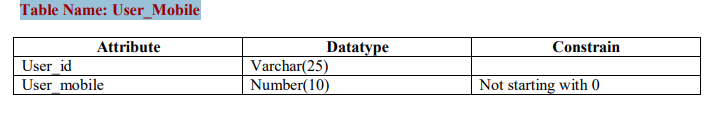 Table Name: User_Mobile
Attribute Datatype Constrain
User_id Varchar(25)
User_mobile Number(10) Not starting with 0